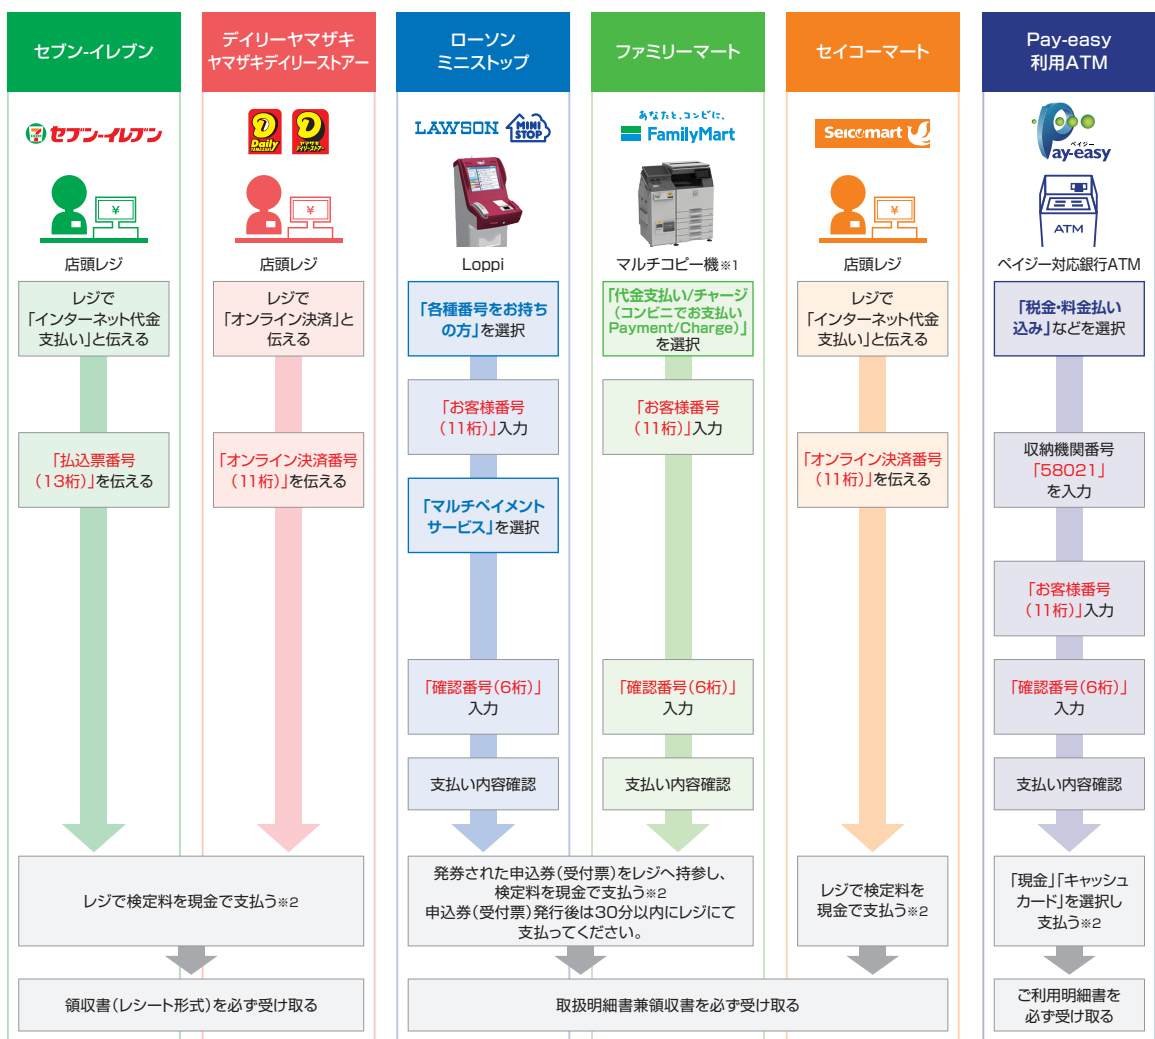 セブン-イレブン
セブン-イレブン
¥
店頭レジ
レジで
「インターネット代金
支払い」と伝える
「払込票番号
(13桁)」を伝える
デイリーヤマザキ
ヤマザキデイリーストアー
Daily
YAMAZAKI
ヤマザキ
デイリーストアー
¥
店頭レジ
レジで
「オンライン決済」と
伝える
「オンライン決済番号
(11桁)」を伝える
レジで検定料を現金で支払う※2
領収書(レシート形式)を必ず受け取る
ローソン
ミニストップ
LAWSON
MINI
STOP
Loppi
「各種番号をお持ち
の方」を選択
「お客様番号
(11桁)」入力
「マルチペイメント
サービス」を選択
「確認番号(6桁)」
入力
支払い内容確認
ファミリーマート
あなたと、コンビに、
FamilyMart
マルチコピー機※1
「代金支払い/チャージ
(コンビニでお支払い
Payment/Charge)」
を選択
「お客様番号
(11桁)」入力
「確認番号(6桁)」
入力
支払い内容確認
発券された申込券(受付票)をレジへ持参し、
検定料を現金で支払う※2
申込券(受付票)発行後は30分以内にレジにて
支払ってください。
セイコーマート
Seicomart
¥
店頭レジ
レジで
「インターネット代金
支払い」と伝える
「オンライン決済番号
(11桁)」を伝える
レジで検定料を
現金で支払う※2
取扱明細書兼領収書を必ず受け取る
Pay-easy
利用ATM
ペイジー
Pay-easy
ATM
ペイジー対応銀行ATM
「税金・料金払い
込み」などを選択
収納機関番号
「58021」
を入力
「お客様番号
(11桁)」入力
「確認番号(6桁)」
入力
支払い内容確認
「現金」「キャッシュ
カード」を選択し
支払う※2
ご利用明細書を
必ず受け取る